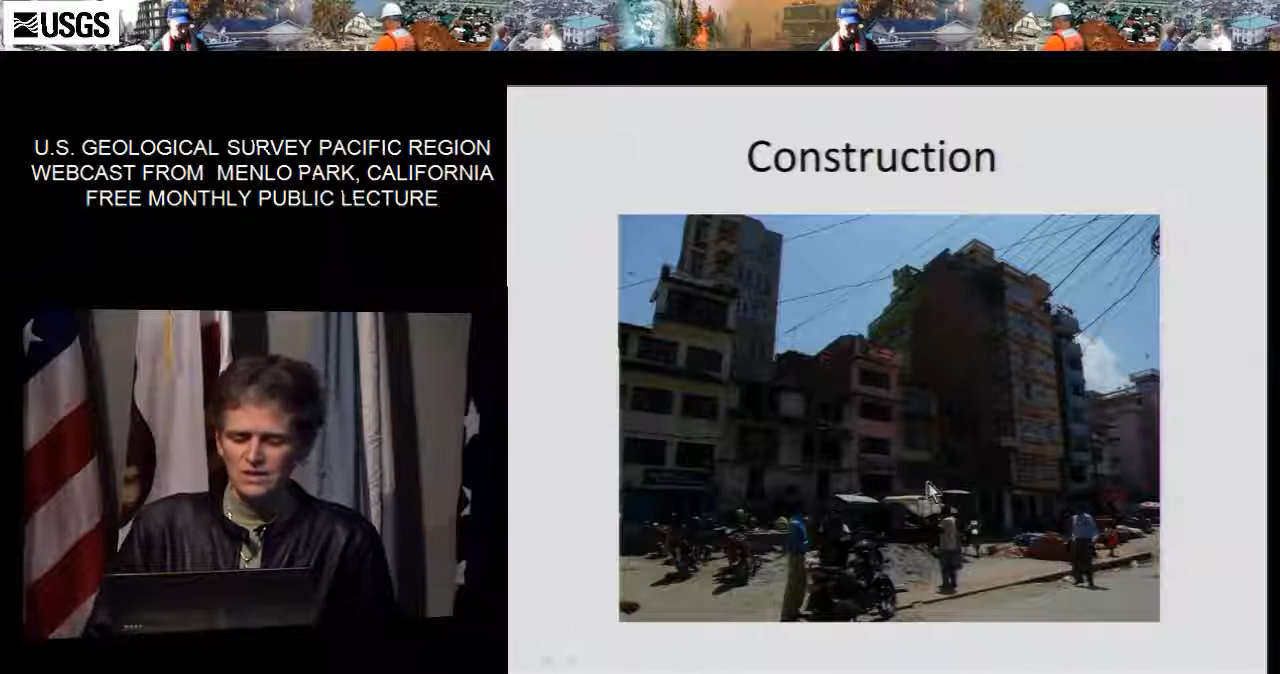 USGS
U.S. GEOLOGICAL SURVEY PACIFIC REGION
WEBCAST FROM MENLO PARK, CALIFORNIA
FREE MONTHLY PUBLIC LECTURE
Construction